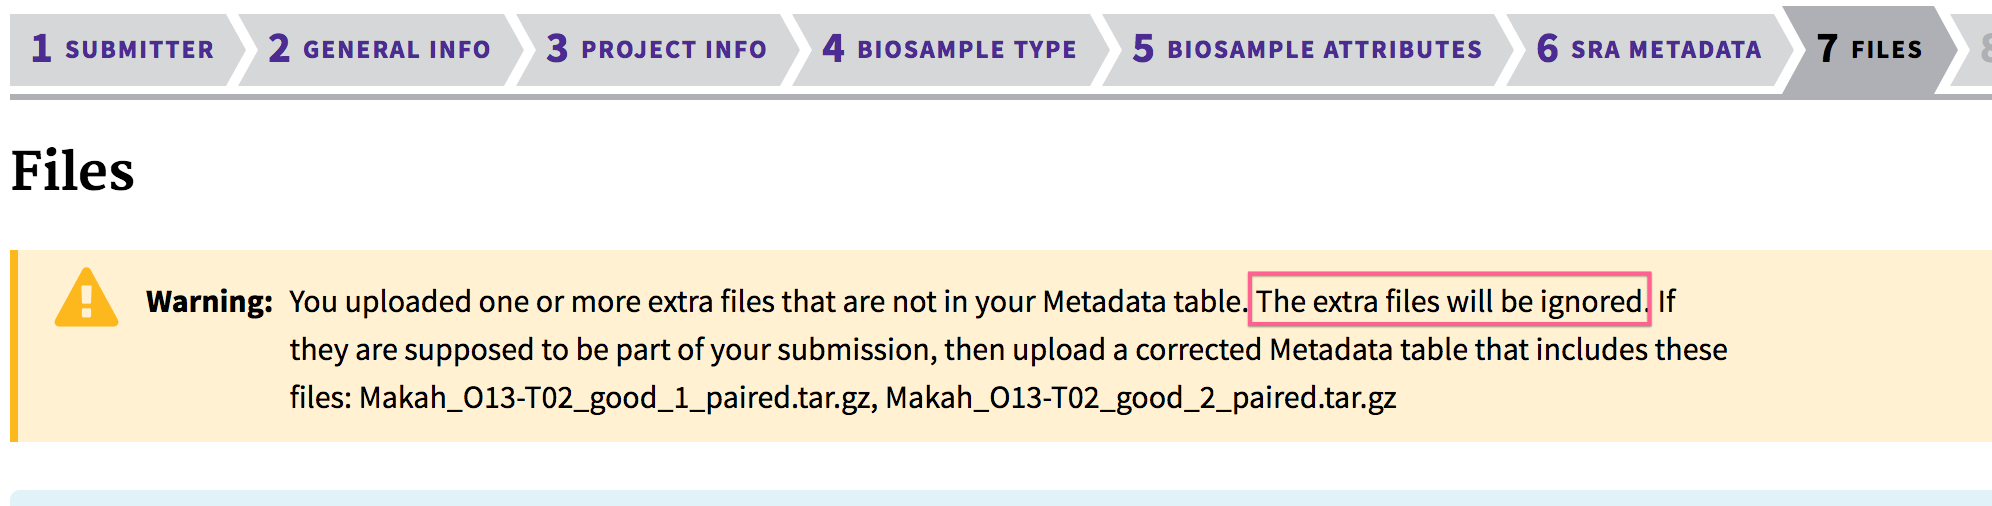 1 SUBMITTER 2 GENERAL INFO 3 PROJECT INFO 4 BIOSAMPLE TYPE 5 BIOSAMPLE ATTRIBUTES 6 SRA METADATA 7 FILES 8
Files
Warning: You uploaded one or more extra files that are not in your Metadata table. The extra files will be ignored. If
they are supposed to be part of your submission, then upload a corrected Metadata table that includes these
files: Makah_O13-T02_good_1_paired.tar.gz, Makah_O13-T02_good_2_paired.tar.gz